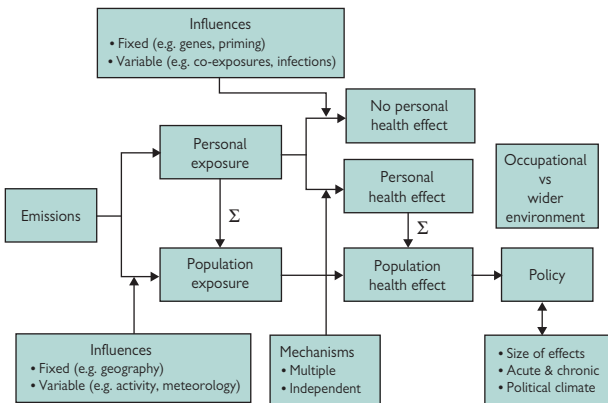 Influences
• Fixed (e.g. genes, priming)
• Variable (e.g. co-exposures, infections)
No personal
health effect
Personal
exposure
Personal
health effect
Occupational
vs
wider
environment
Emissions
Σ
Σ
Population
exposure
Population
health effect
Policy
Influences
• Fixed (e.g. geography)
• Variable (e.g. activity, meteorology)
Mechanisms
• Multiple
• Independent
• Size of effects
• Acute & chronic
• Political climate